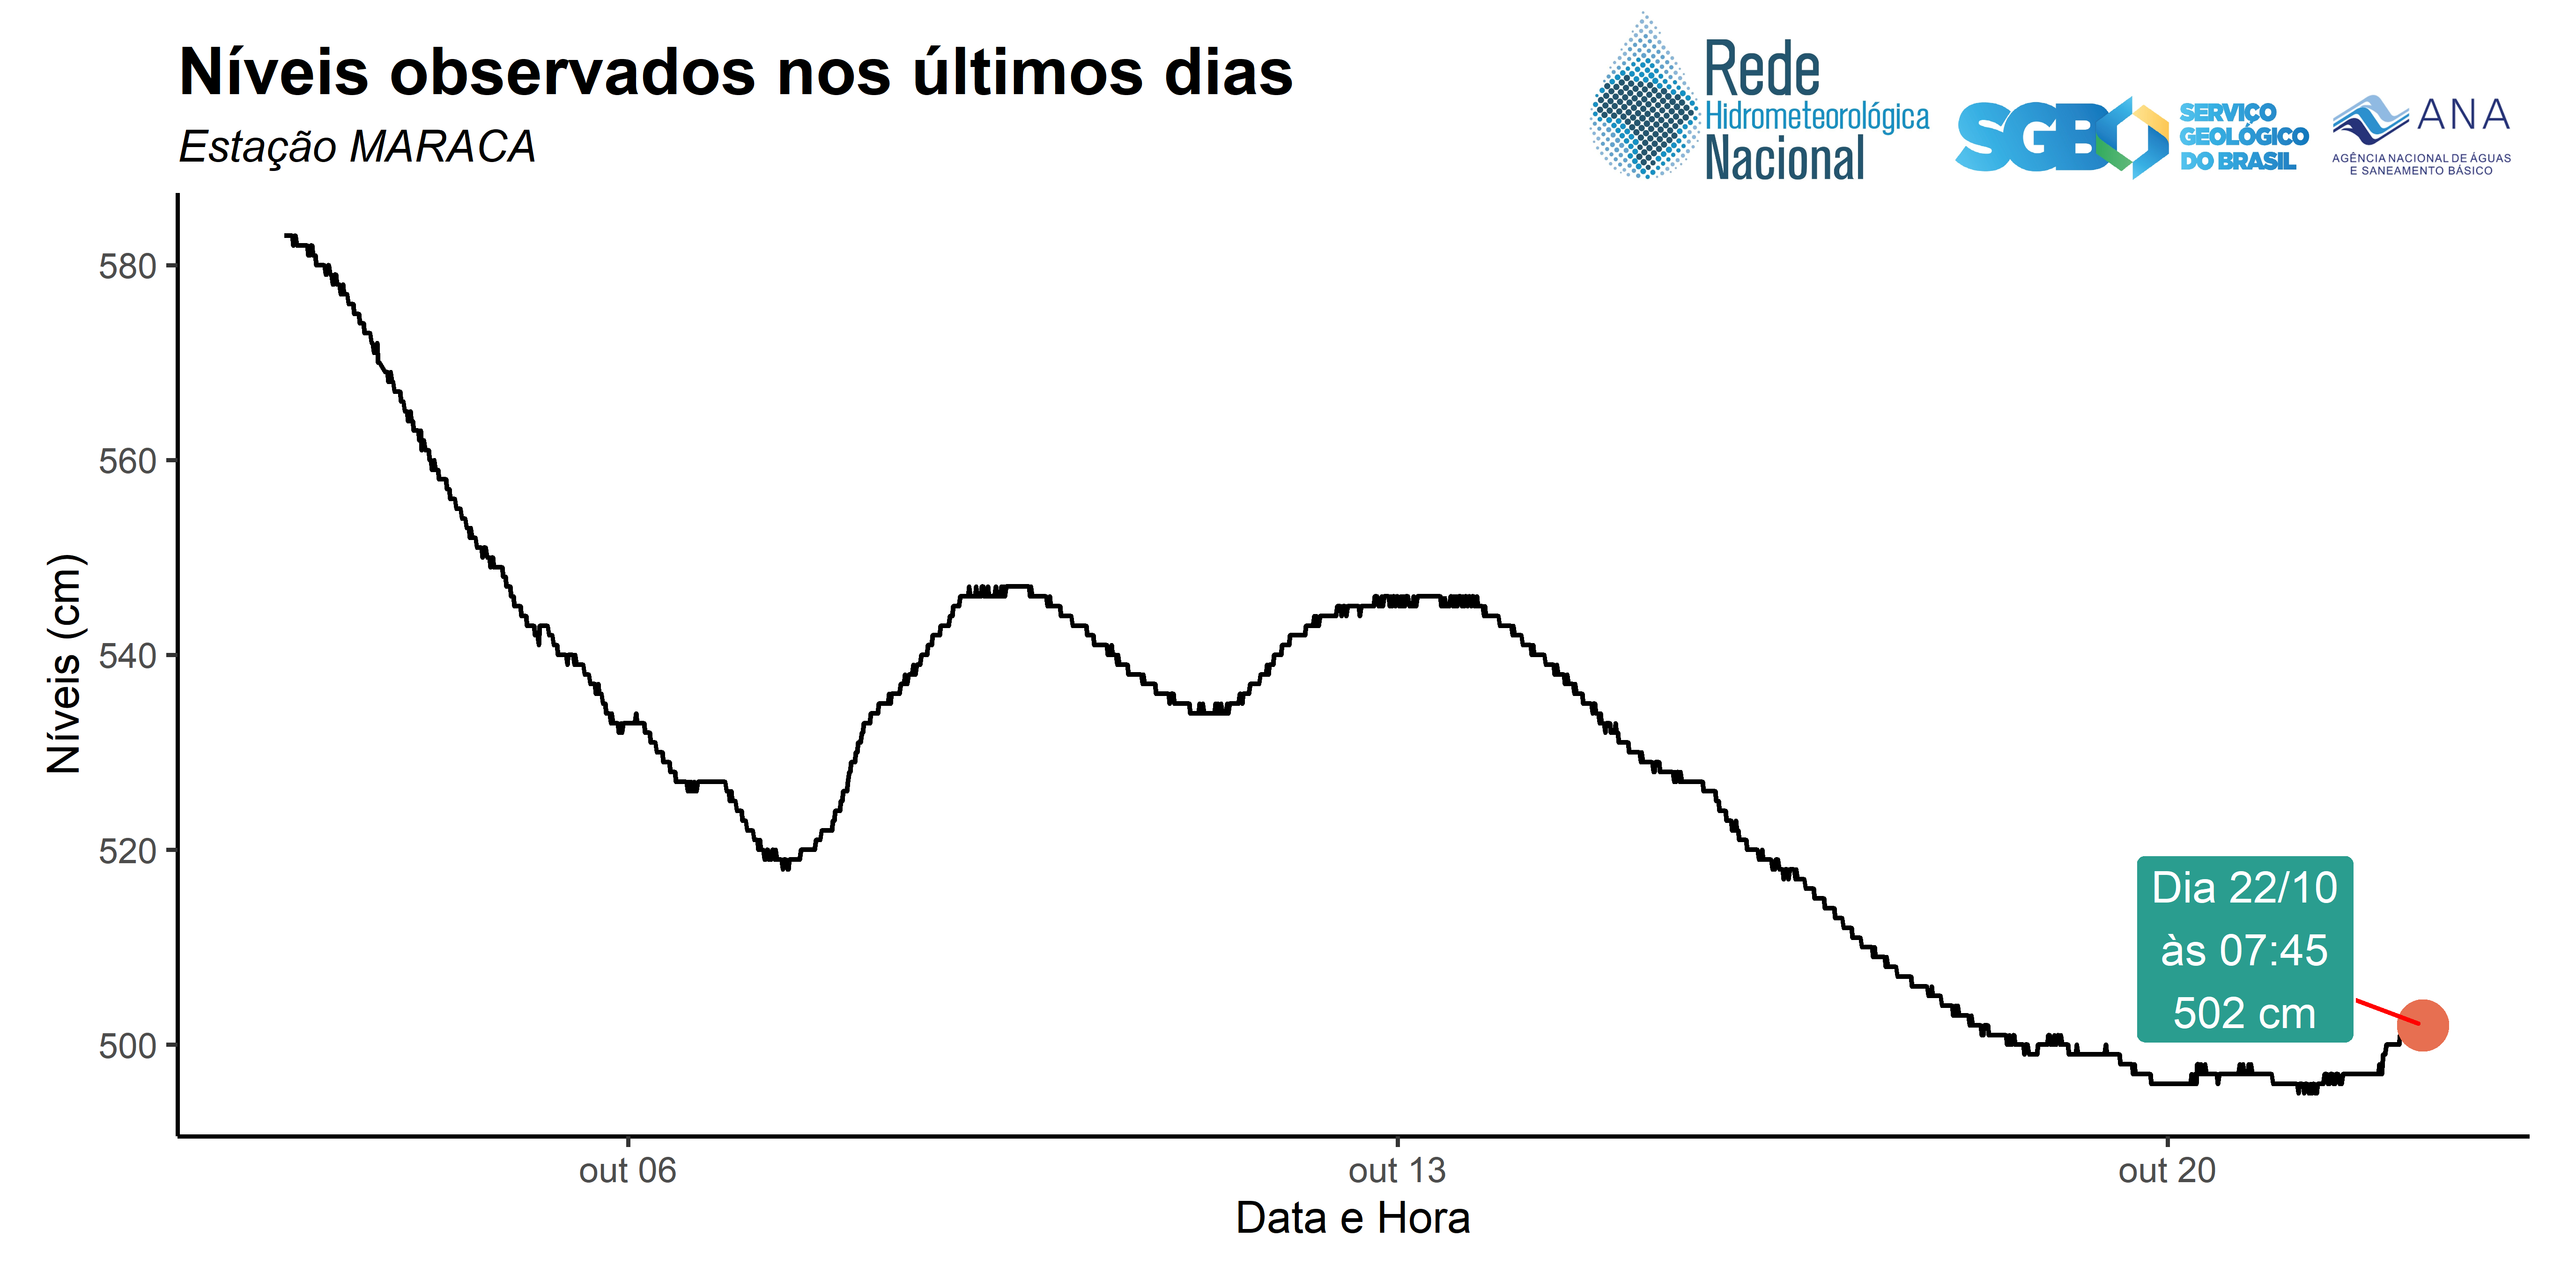 Níveis observados nos últimos dias
Estação MARACA
Rede
Hidrometeorológica
Nacional
SGB
SERVIÇO
GEOLÓGICO
DO BRASIL
ANA
AGÊNCIA NACIONAL DE ÁGUAS
E SANEAMENTO BÁSICO
Níveis (cm)
580
560
540
520
500
Dia 22/10
às 07:45
502 cm
out 06
out 13
out 20
Data e Hora